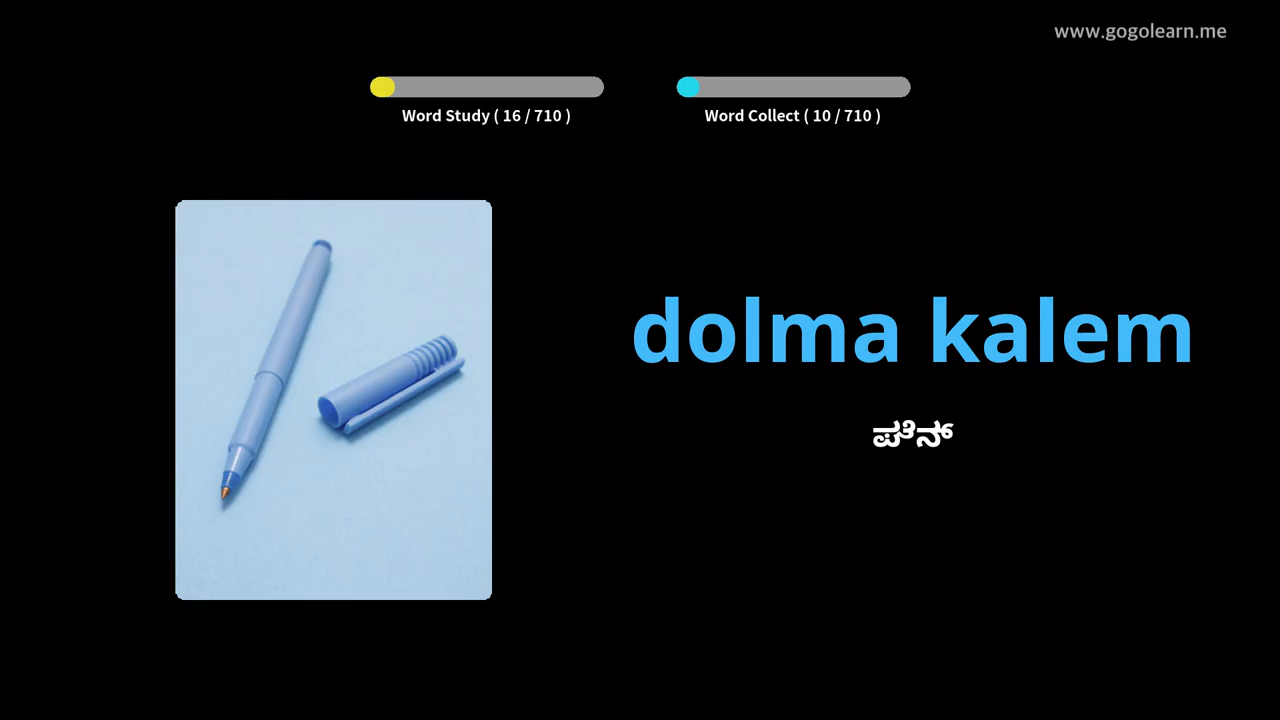 www.gogolearn.me
Word Study ( 16 / 710 )
Word Collect ( 10 / 710 )
dolma kalem
ಪೆನ್